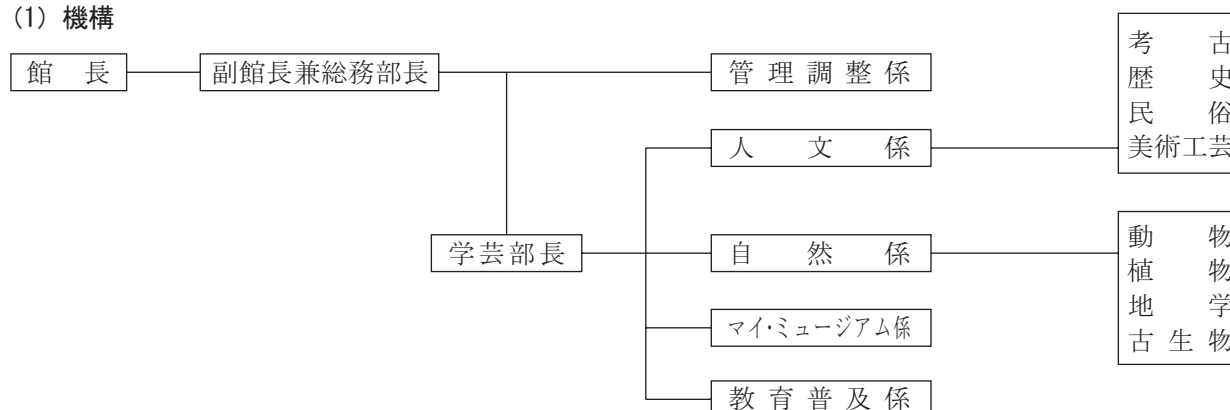 (1) 機構
館長
副館長兼総務部長
管理調整係
人文係
考古
歴史
民俗
美術工芸
学芸部長
自然係
動物
植物
地学
古生物
マイ・ミュージアム係
教育普及係